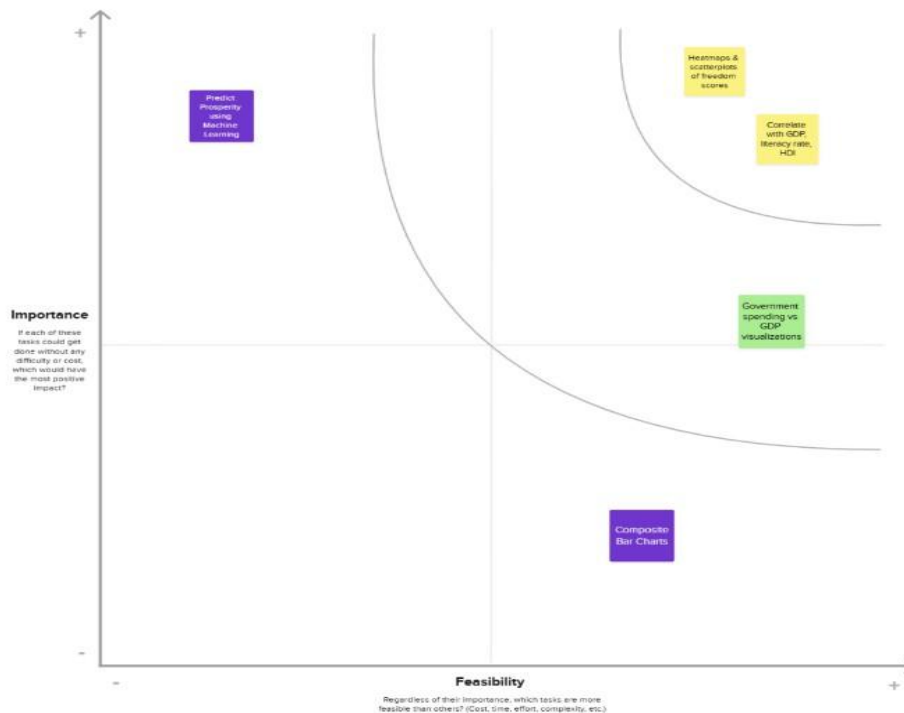 +
Heatmaps &
scatterplots
of freedom
scores
Predict
Prosperity
using
Machine
Learning
Correlate
with GDP,
literacy rate,
HDI
Government
spending vs
GDP
visualizations
Importance
If each of these
tasks could get
done without any
difficulty or cost,
which would have
the most positive
impact?
Composite
Bar Charts
-
-
Feasibility
+
Regardless of their importance, which tasks are more
feasible than others? (Cost, time, effort, complexity, etc.)